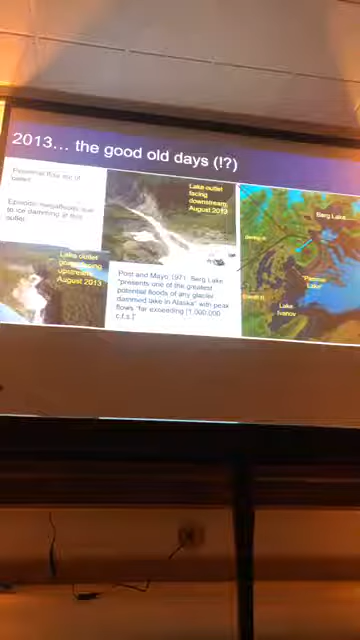 2013... the good old days (!?)
Perennial flow out of
Episodic megafloods due
to ice damming at this
outlet
Lake outlet
facing
downstream,
August 2013
Lake outlet
upstream,
August 2013
Post and Mayo, 1971: Berg Lake
"presents one of the greatest
potential floods of any glacier
dammed lake in Alaska" with peak
flows "far exceeding [1,000,000
c.f.s.]"
Berg Lake
Lake"
Lake
Ivanov